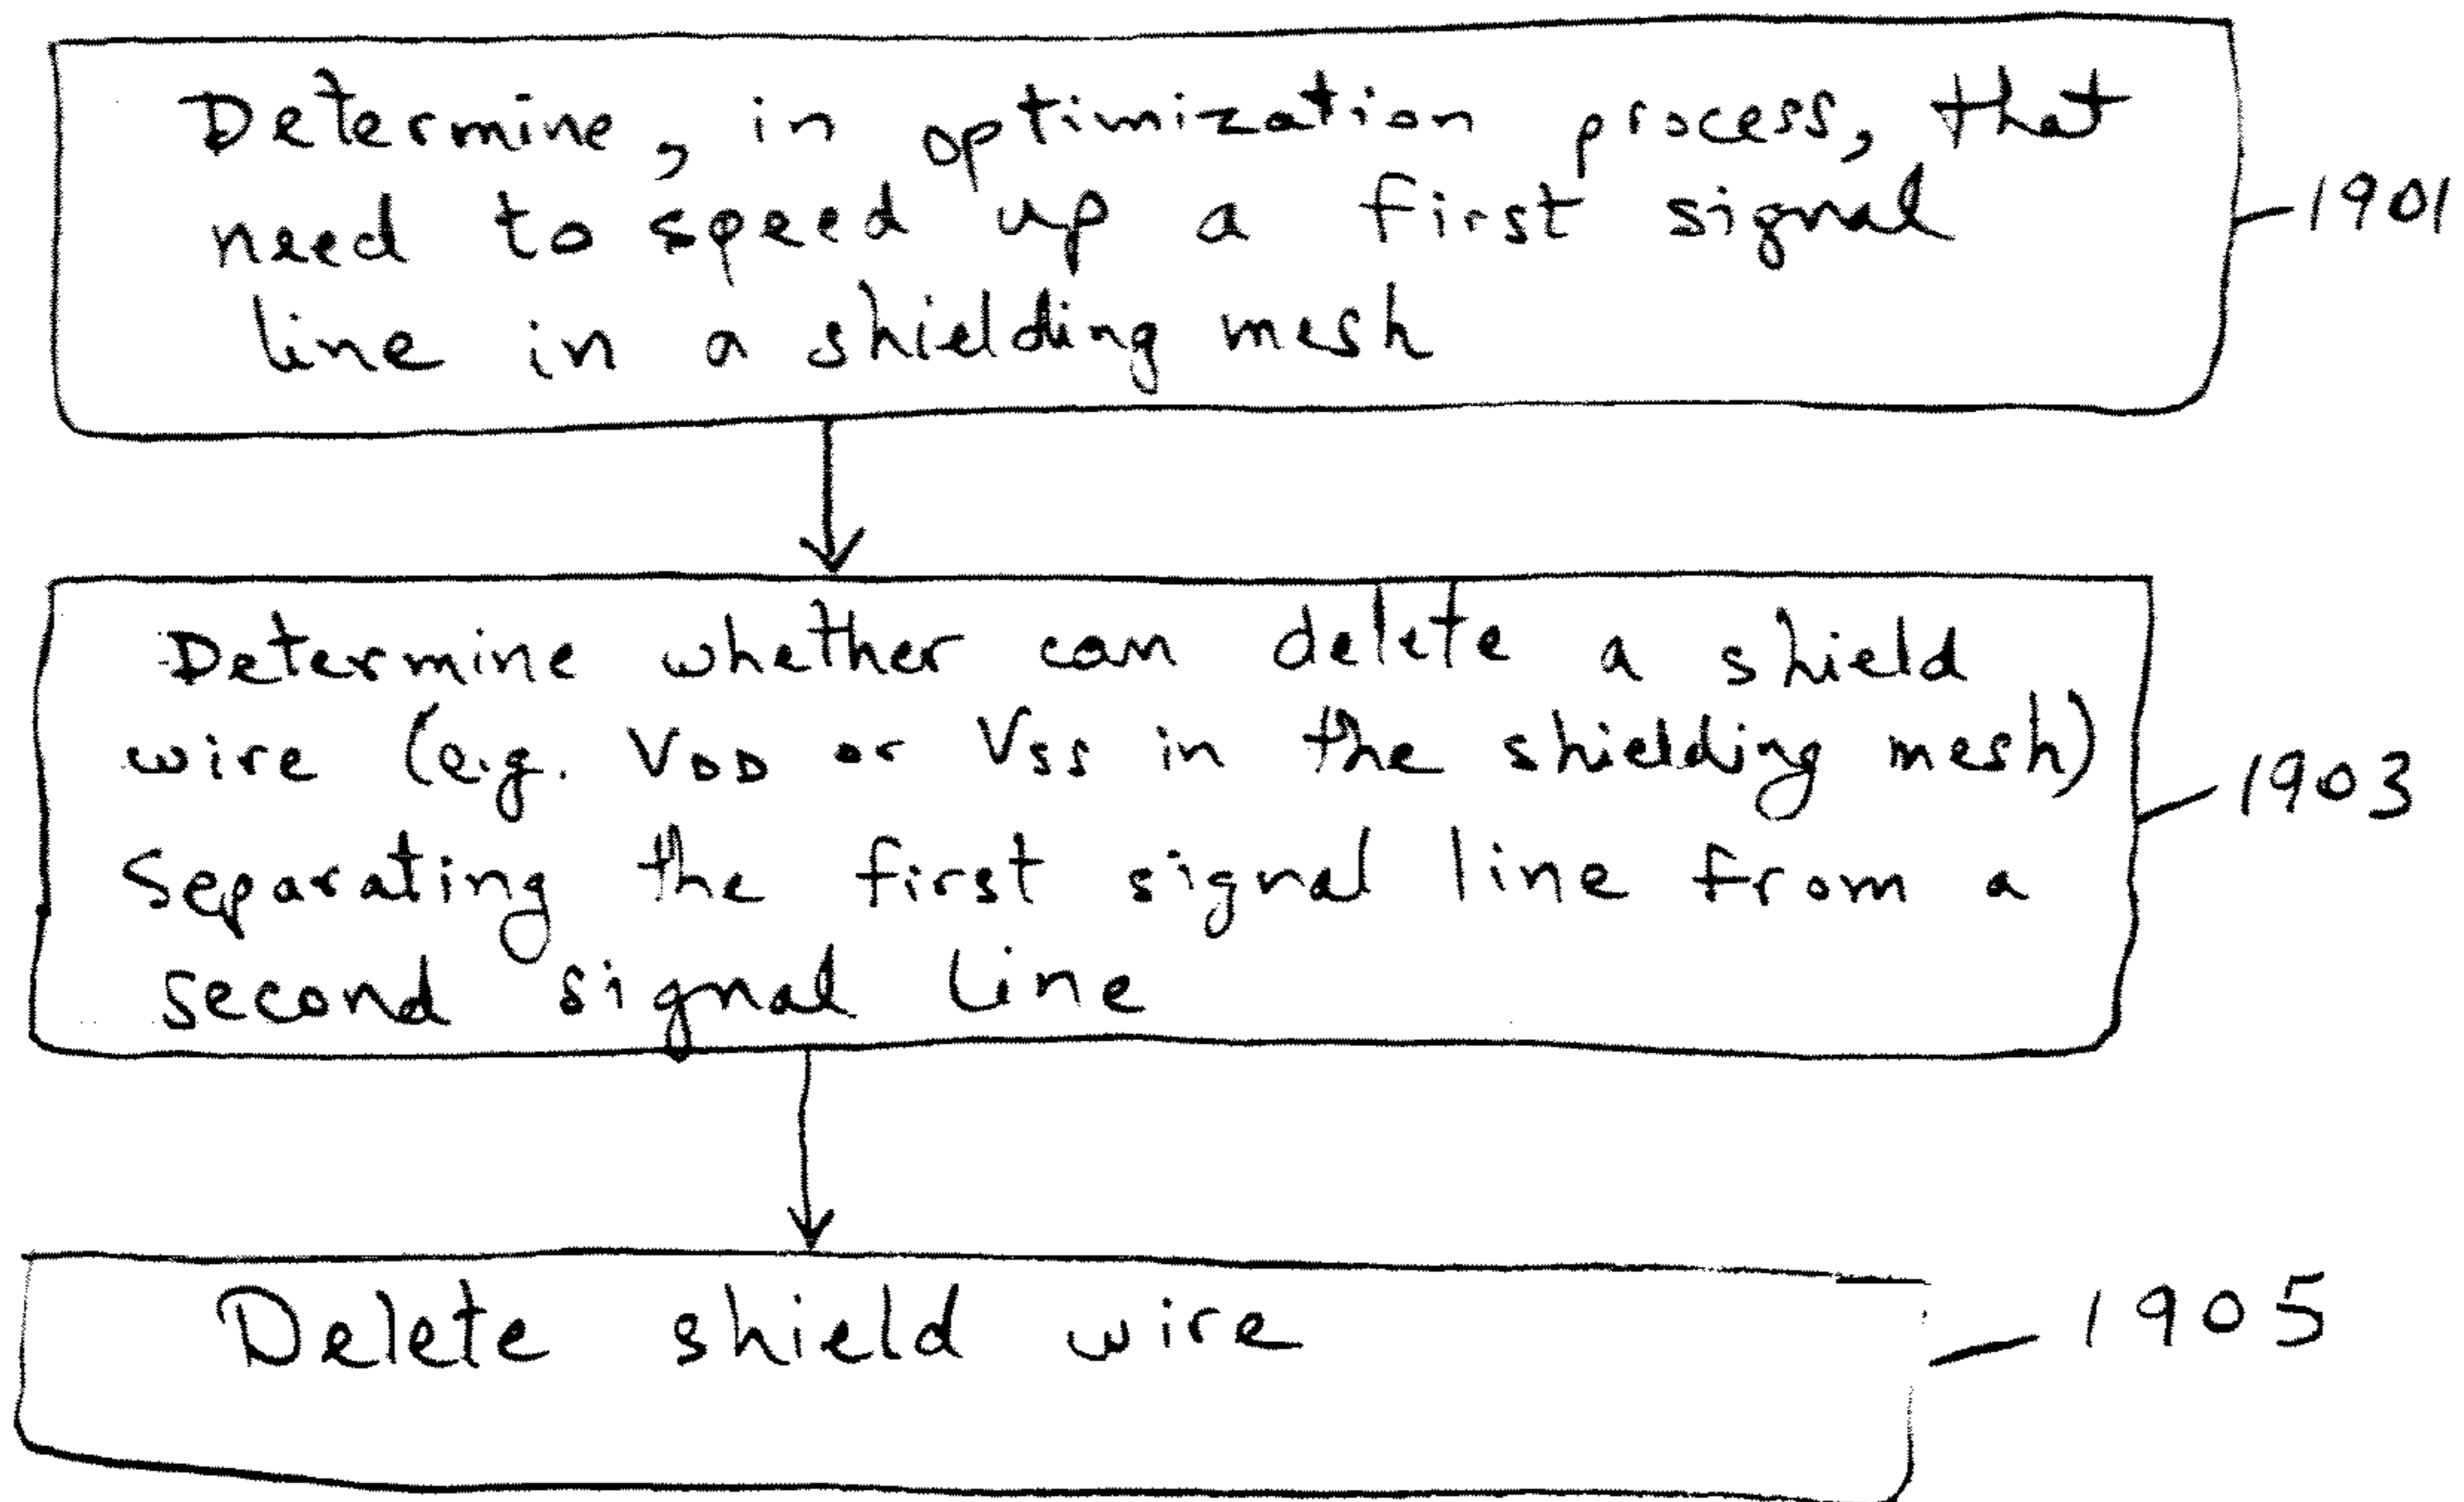 Determine, in optimization process, that
need to speed up a first signal
line in a shielding mesh
1901
Determine whether can delete a shield
wire (e.g. VDD or VSS in the shielding mesh)
separating the first signal line from a
second signal line
1903
Delete shield wire
1905